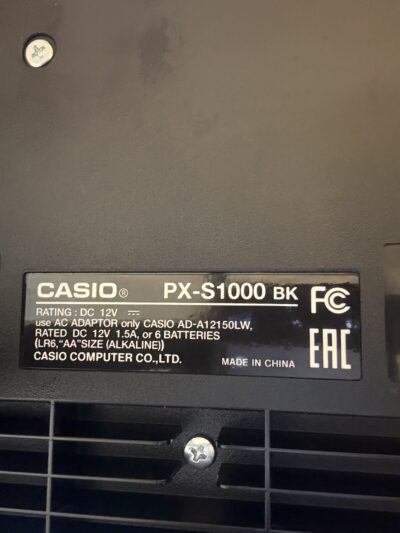 CASIO® PX-S1000 BK FC
RATING : DC 12V ⎓
use AC ADAPTOR only CASIO AD-A12150LW,
RATED DC 12V 1.5A, or 6 BATTERIES
(LR6,"AA"SIZE (ALKALINE))
CASIO COMPUTER CO.,LTD. MADE IN CHINA EAC